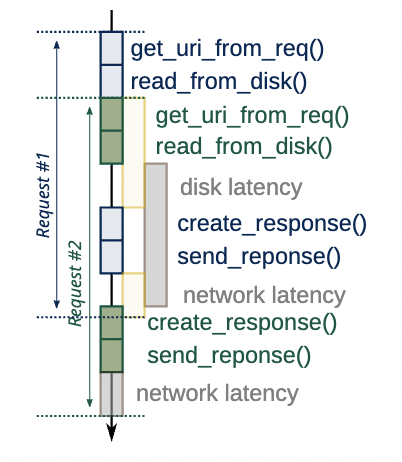 get_uri_from_req()
read_from_disk()
get_uri_from_req()
read_from_disk()
disk latency
create_response()
send_reponse()
network latency
create_response()
send_reponse()
network latency
Request #1
Request #2